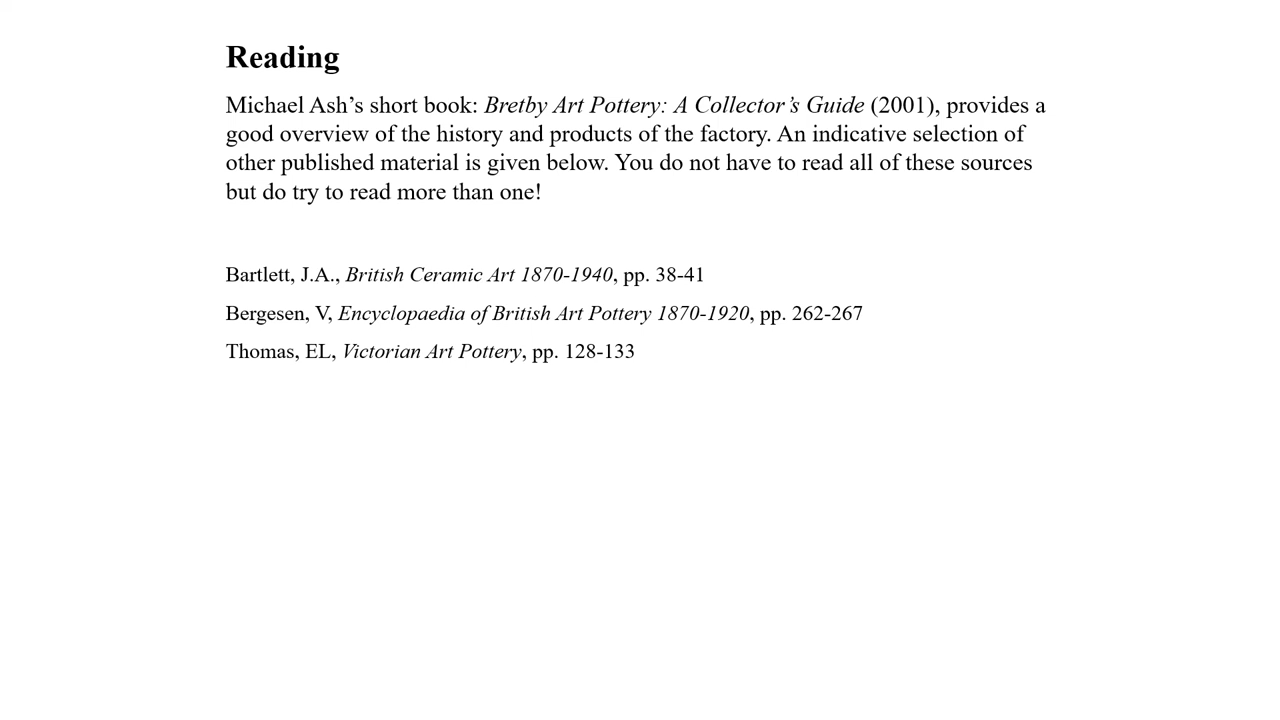 Reading
Michael Ash’s short book: Bretby Art Pottery: A Collector’s Guide (2001), provides a
good overview of the history and products of the factory. An indicative selection of
other published material is given below. You do not have to read all of these sources
but do try to read more than one!
Bartlett, J.A., British Ceramic Art 1870-1940, pp. 38-41
Bergesen, V, Encyclopaedia of British Art Pottery 1870-1920, pp. 262-267
Thomas, EL, Victorian Art Pottery, pp. 128-133